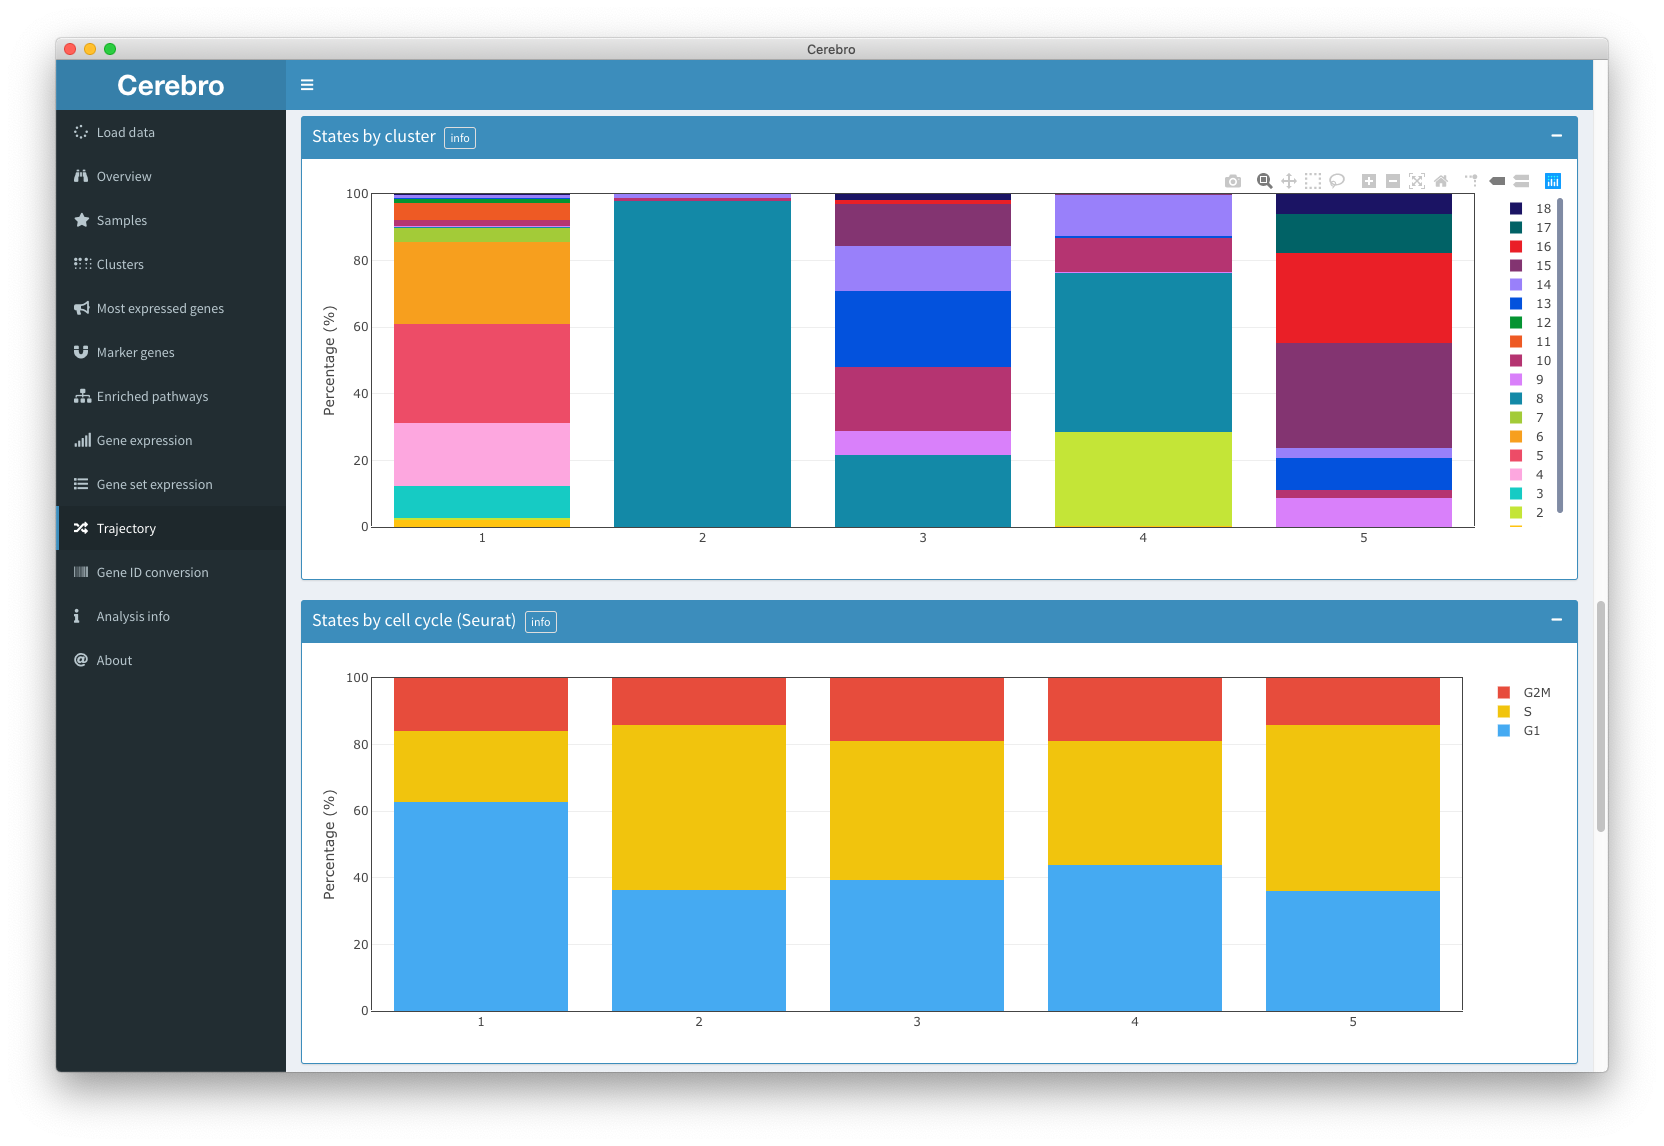 Cerebro
Cerebro
Load data
Overview
Samples
Clusters
Most expressed genes
Marker genes
Enriched pathways
Gene expression
Gene set expression
Trajectory
Gene ID conversion
Analysis info
About
States by cluster info
100
80
60
40
20
0
Percentage (%)
1 2 3 4 5
18
17
16
15
14
13
12
11
10
9
8
7
6
5
4
3
2
States by cell cycle (Seurat) info
100
80
60
40
20
0
Percentage (%)
1 2 3 4 5
G2M
S
G1